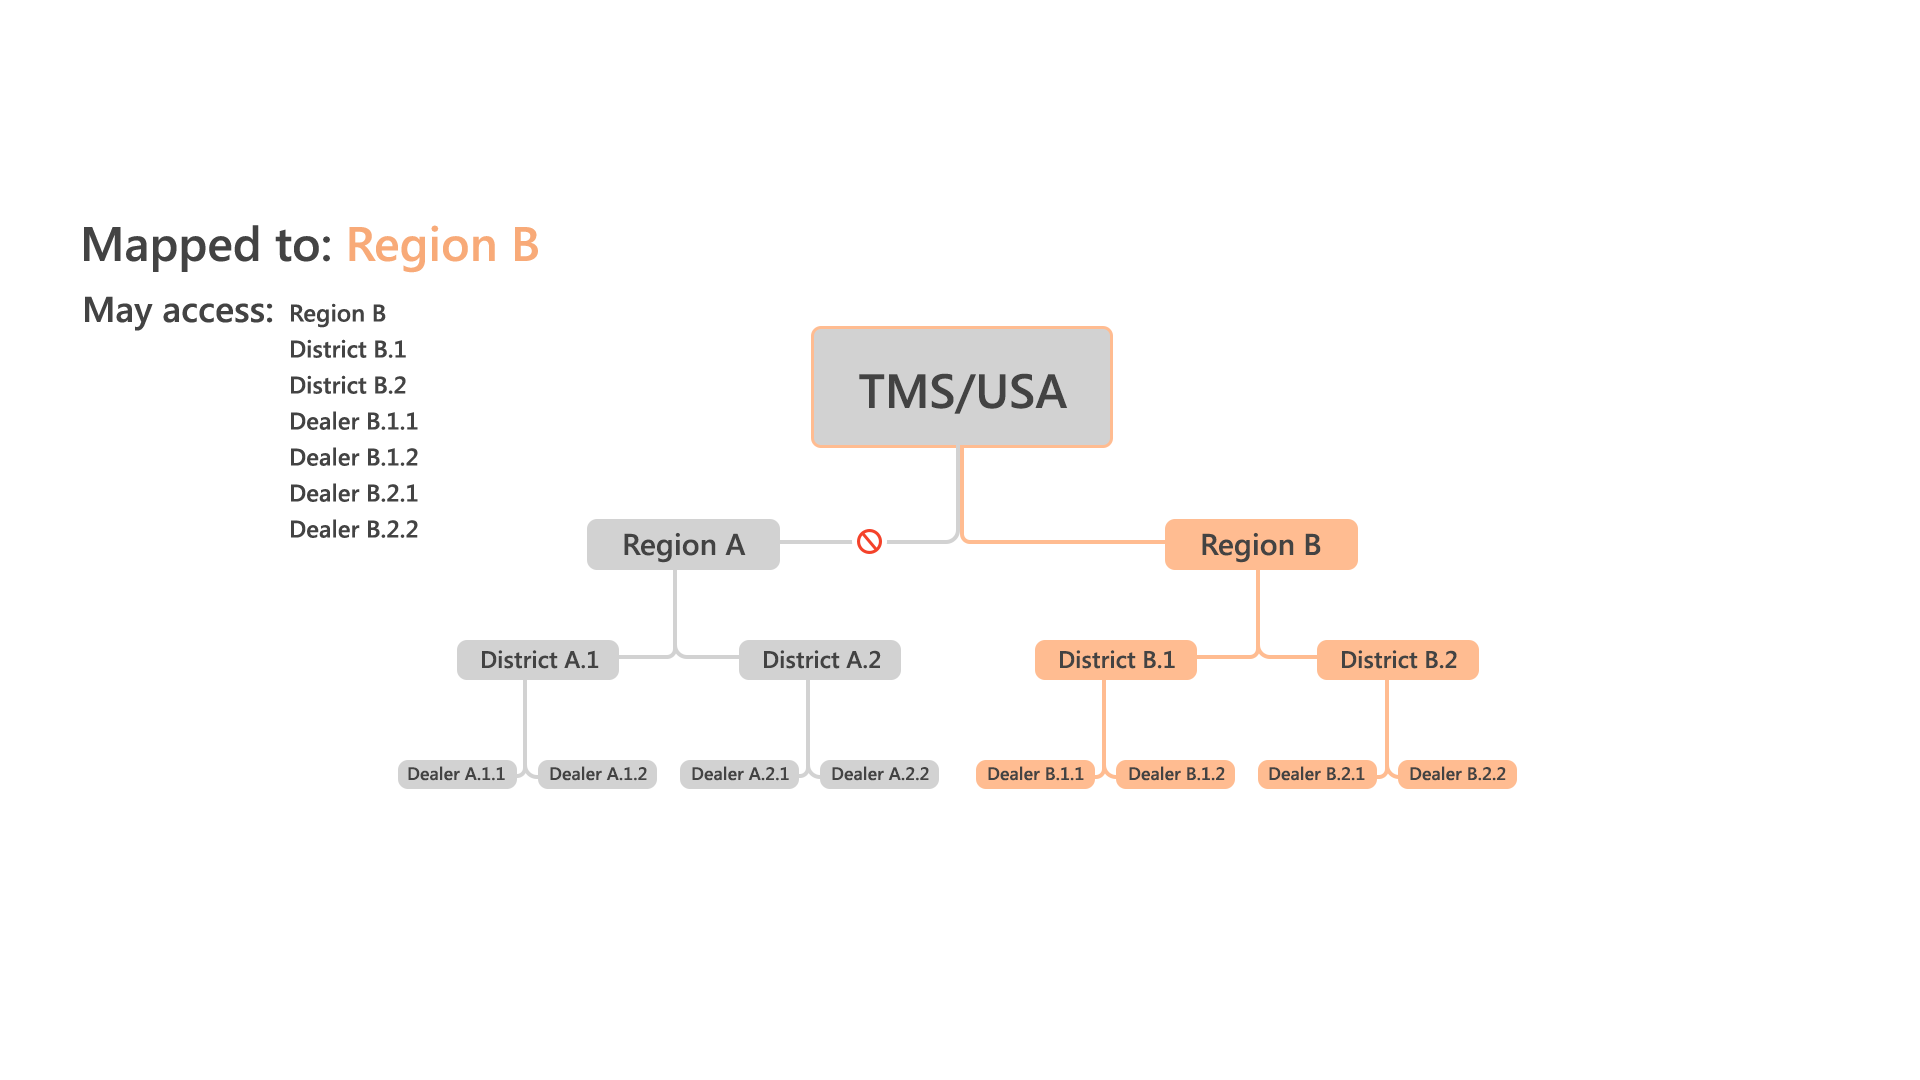 Mapped to: Region B
May access: Region B
District B.1
District B.2
Dealer B.1.1
Dealer B.1.2
Dealer B.2.1
Dealer B.2.2
TMS/USA
Region A
Region B
District A.1
District A.2
District B.1
District B.2
Dealer A.1.1
Dealer A.1.2
Dealer A.2.1
Dealer A.2.2
Dealer B.1.1
Dealer B.1.2
Dealer B.2.1
Dealer B.2.2